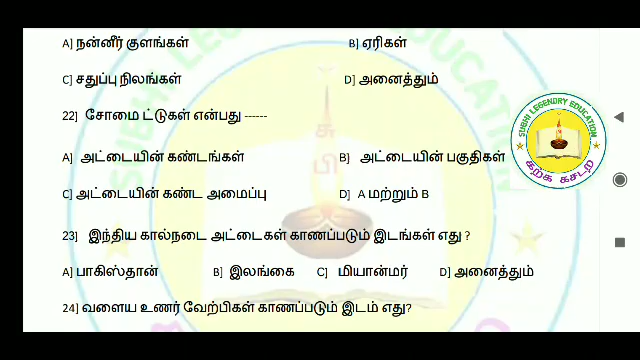 A] நன்னீர் குளங்கள் B] ஏரிகள்
C] சதுப்பு நிலங்கள் D] அனைத்தும்
22] சோமை ட்டுகள் என்பது ------
A] அட்டையின் கண்டங்கள் B] அட்டையின் பகுதிகள்
C] அட்டையின் கண்ட அமைப்பு D] A மற்றும் B
23] இந்திய கால்நடை அட்டைகள் காணப்படும் இடங்கள் எது ?
A] பாகிஸ்தான் B] இலங்கை C] மியான்மர் D] அனைத்தும்
24] வளைய உணர் வேற்பிகள் காணப்படும் இடம் எது?
SUBHI LEGENDRY EDUCATION
கற்க கசடற
சுபி